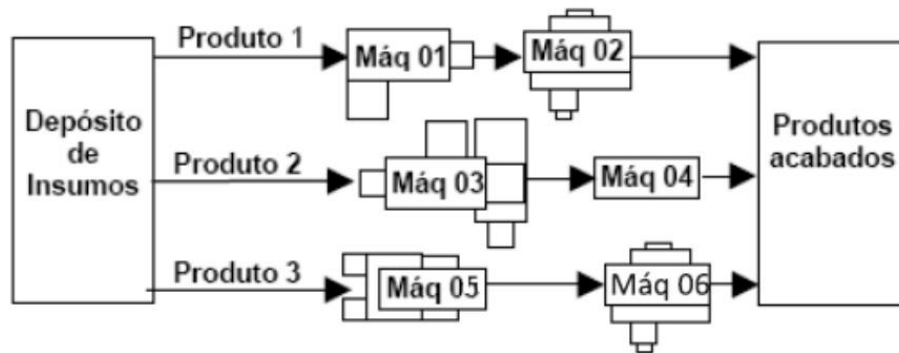 Produto 1
Máq 01
Máq 02
Depósito
de
Insumos
Produto 2
Máq 03
Máq 04
Produtos
acabados
Produto 3
Máq 05
Máq 06